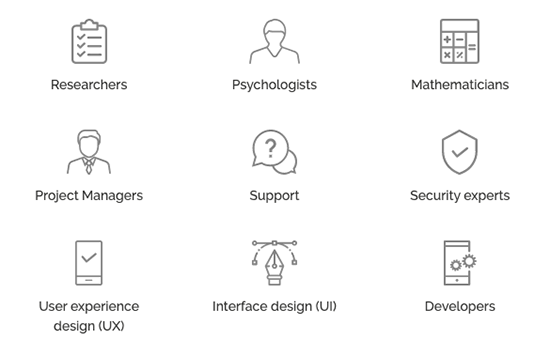 Researchers
Psychologists
Mathematicians
Project Managers
?
Support
Security experts
User experience
design (UX)
Interface design (UI)
Developers